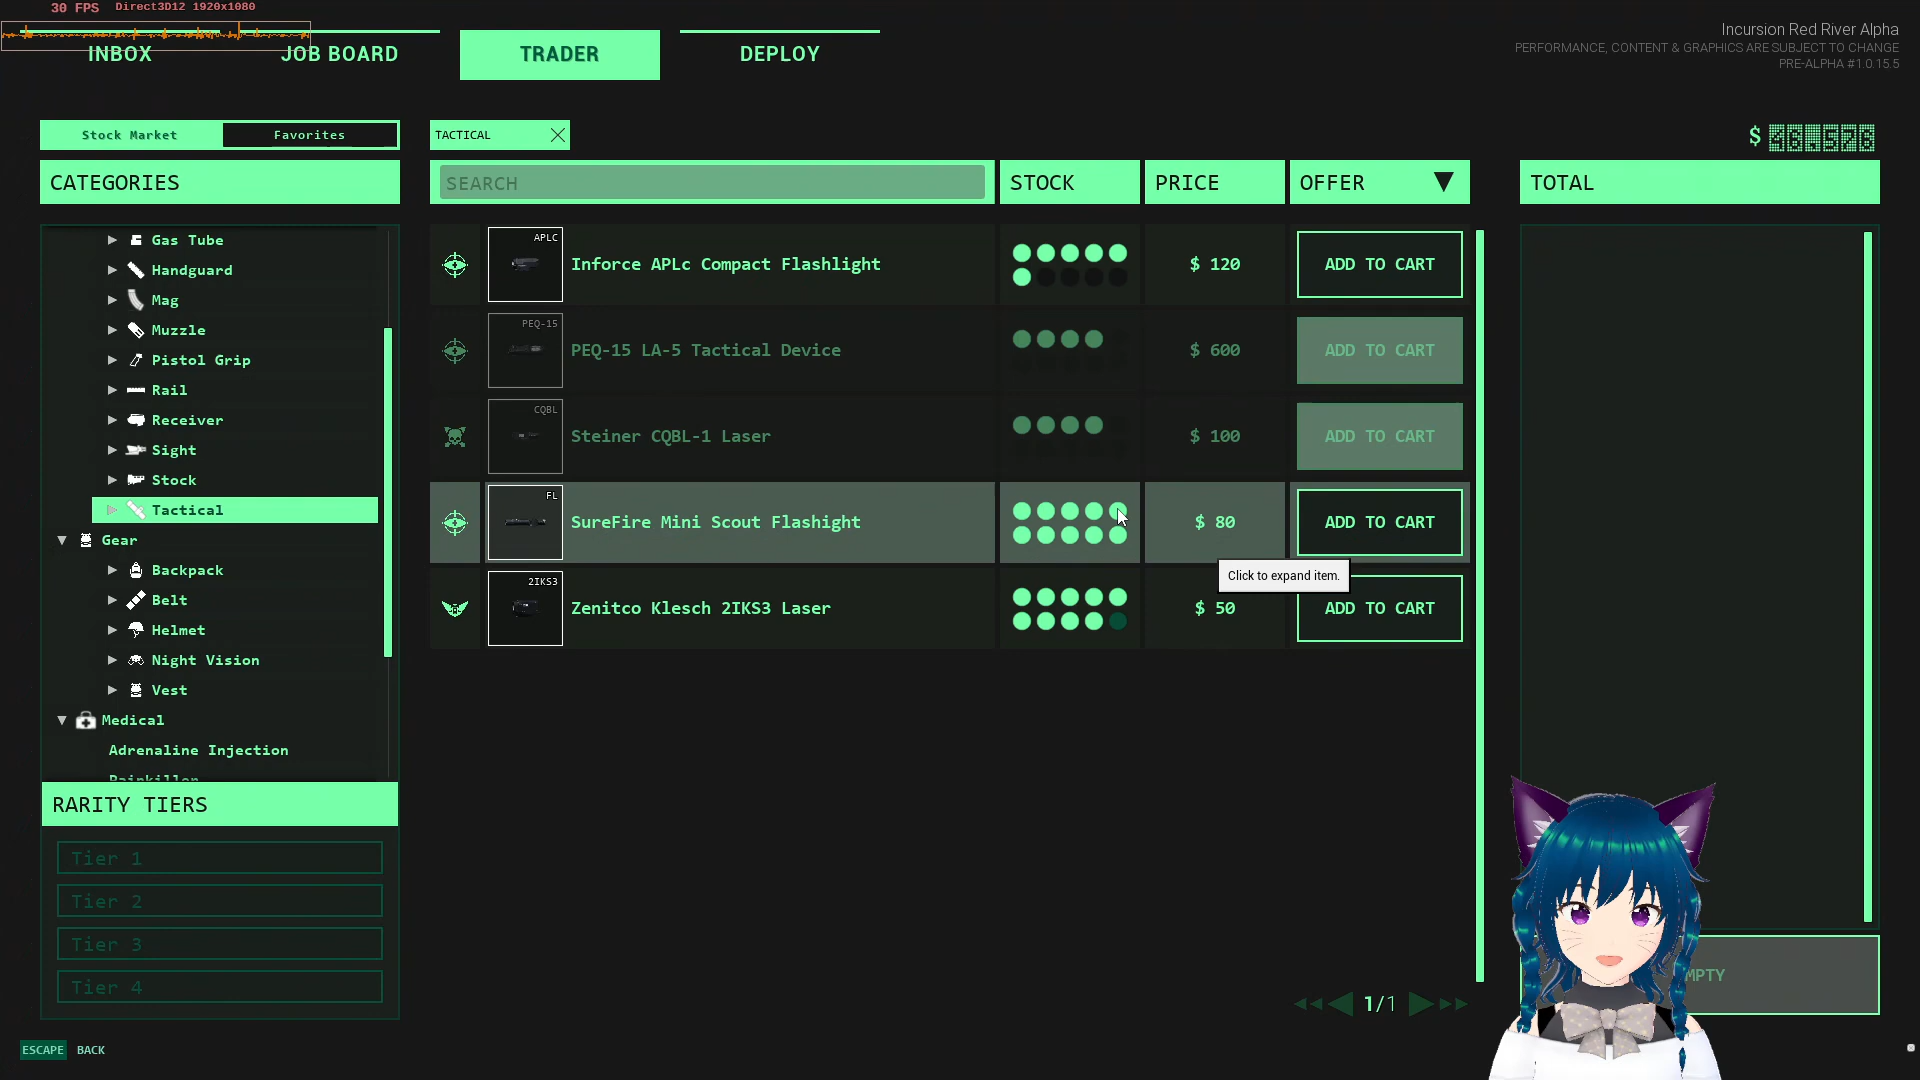 30 FPS Direct3D12 1920x1080
INBOX
JOB BOARD
TRADER
DEPLOY
Incursion Red River Alpha
PERFORMANCE, CONTENT & GRAPHICS ARE SUBJECT TO CHANGE
PRE-ALPHA #1.0.15.5
Stock Market
Favorites
TACTICAL
$
CATEGORIES
SEARCH
STOCK
PRICE
OFFER
TOTAL
Gas Tube
Handguard
Mag
Muzzle
Pistol Grip
Rail
Receiver
Sight
Stock
Tactical
Gear
Backpack
Belt
Helmet
Night Vision
Vest
Medical
Adrenaline Injection
Painkiller
APLC
Inforce APLc Compact Flashlight
$ 120
ADD TO CART
PEQ-15
PEQ-15 LA-5 Tactical Device
$ 600
ADD TO CART
CQBL
Steiner CQBL-1 Laser
$ 100
ADD TO CART
FL
SureFire Mini Scout Flashight
$ 80
ADD TO CART
Click to expand item.
2IKS3
Zenitco Klesch 2IKS3 Laser
$ 50
ADD TO CART
RARITY TIERS
Tier 1
Tier 2
Tier 3
Tier 4
1/1
MPTY
ESCAPE BACK